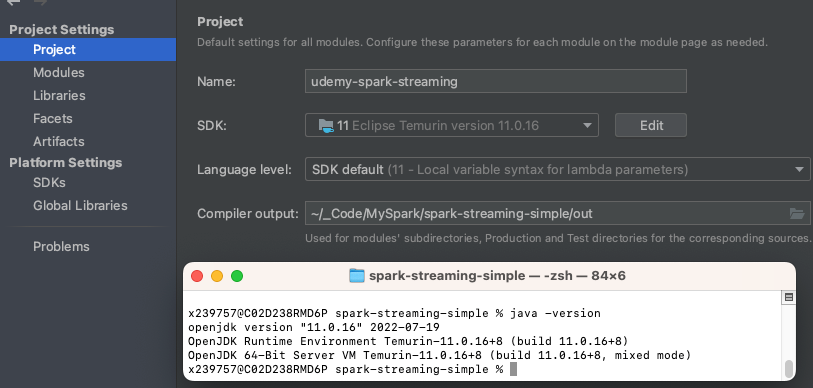 Project Settings
Project
Modules
Libraries
Facets
Artifacts
Platform Settings
SDKs
Global Libraries
Problems
Project
Default settings for all modules. Configure these parameters for each module on the module page as needed.
Name: udemy-spark-streaming
SDK: 11 Eclipse Temurin version 11.0.16 Edit
Language level: SDK default (11 - Local variable syntax for lambda parameters)
Compiler output: ~/_Code/MySpark/spark-streaming-simple/out
Used for modules' subdirectories, Production and Test directories for the corresponding sources.
spark-streaming-simple — -zsh — 84×6
x239757@C02D238RMD6P spark-streaming-simple % java -version
openjdk version "11.0.16" 2022-07-19
OpenJDK Runtime Environment Temurin-11.0.16+8 (build 11.0.16+8)
OpenJDK 64-Bit Server VM Temurin-11.0.16+8 (build 11.0.16+8, mixed mode)
x239757@C02D238RMD6P spark-streaming-simple %